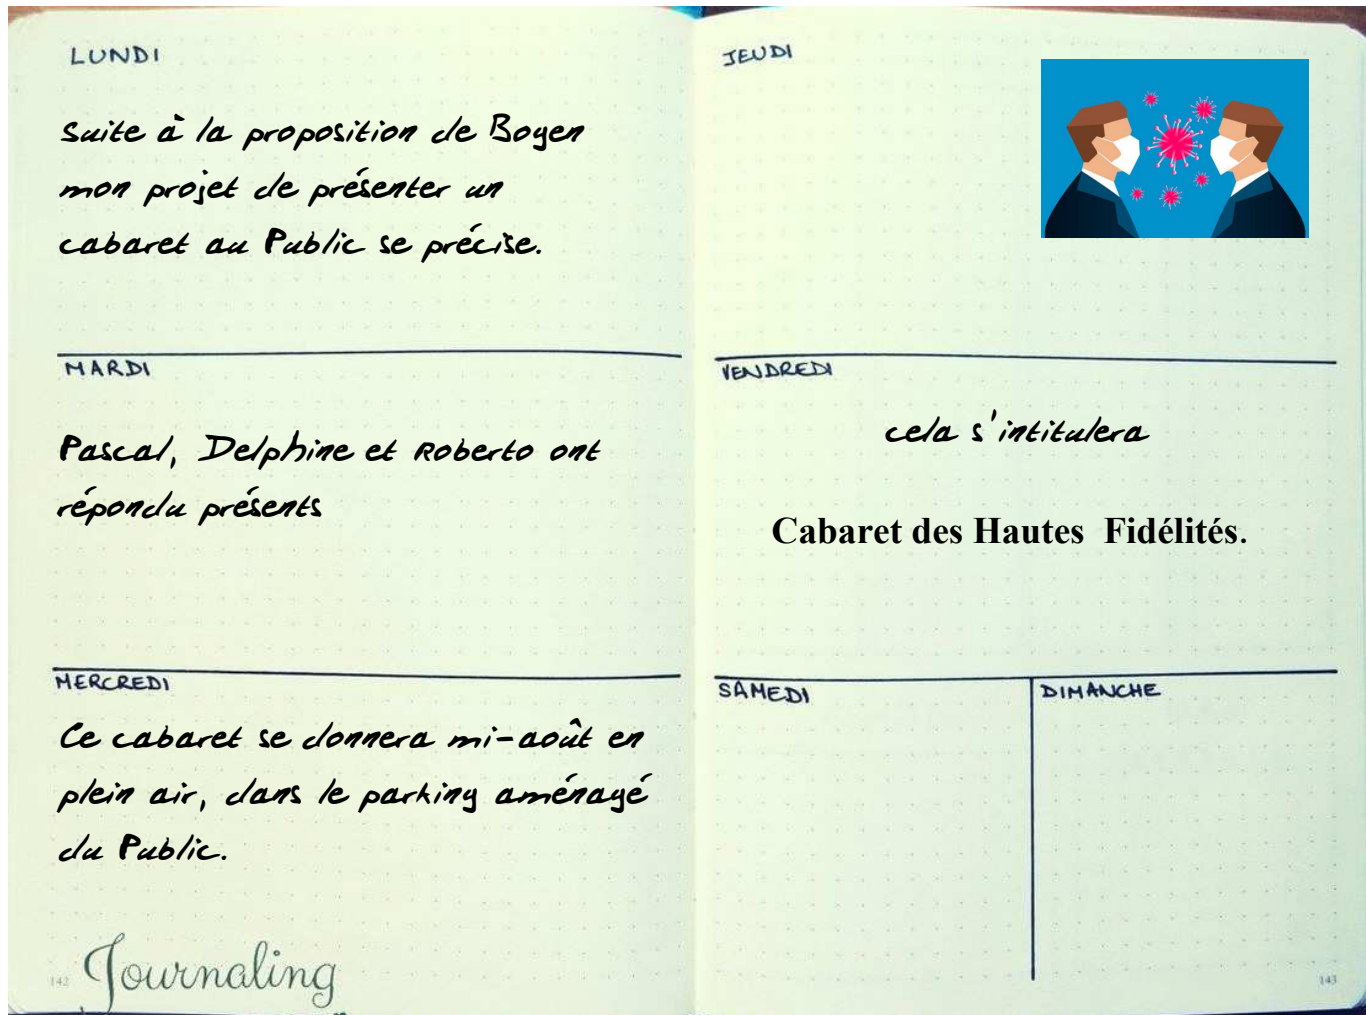 LUNDI
Suite à la proposition de Boyen
mon projet de présenter un
cabaret au Public se précise.
MARDI
Pascal, Delphine et Roberto ont
répondu présents
MERCREDI
Ce cabaret se donnera mi-août en
plein air, dans le parking aménagé
du Public.
142
Journaling
JEUDI
VENDREDI
cela s'intitulera
Cabaret des Hautes Fidélités.
SAMEDI
DIMANCHE
143